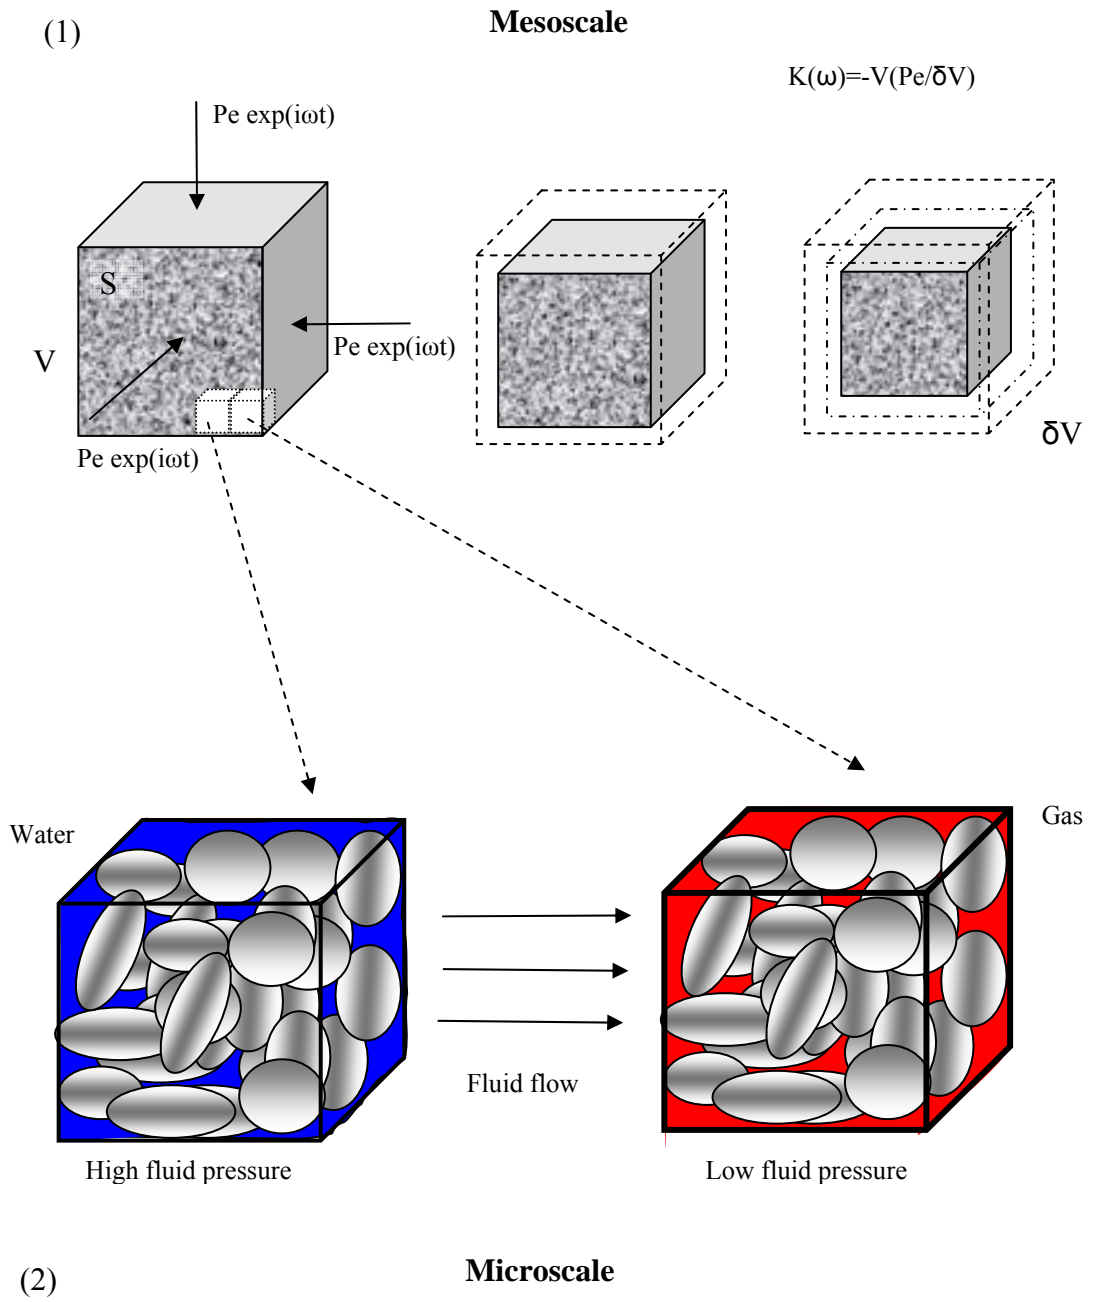 (1)
Mesoscale
K(ω)=-V(Pe/δV)
Pe exp(iωt)
S
Pe exp(iωt)
V
δV
Pe exp(iωt)
Water
Gas
Fluid flow
High fluid pressure
Low fluid pressure
(2)
Microscale